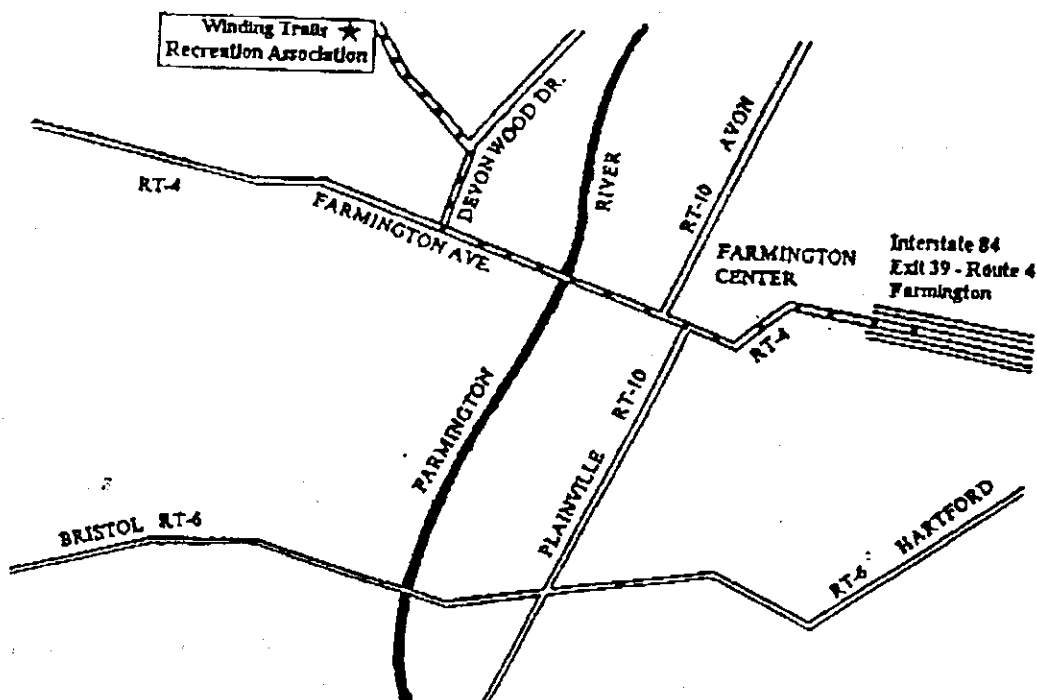 Winding Trails ★
Recreation Association
DEVONWOOD DR.
RT-4
FARMINGTON AVE.
RIVER
AVON
RT-10
FARMINGTON
CENTER
Interstate 84
Exit 39 - Route 4
Farmington
RT-4
FARMINGTON
RT-10
PLAINVILLE
BRISTOL RT-6
RT-6 HARTFORD